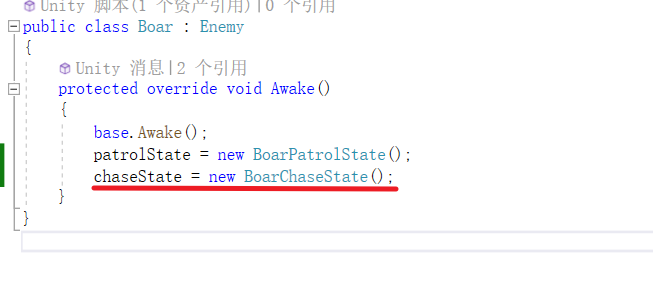 Unity 脚本(1 个资产引用)|0 个引用
public class Boar : Enemy
{
Unity 消息|2 个引用
protected override void Awake()
{
base.Awake();
patrolState = new BoarPatrolState();
chaseState = new BoarChaseState();
}
}